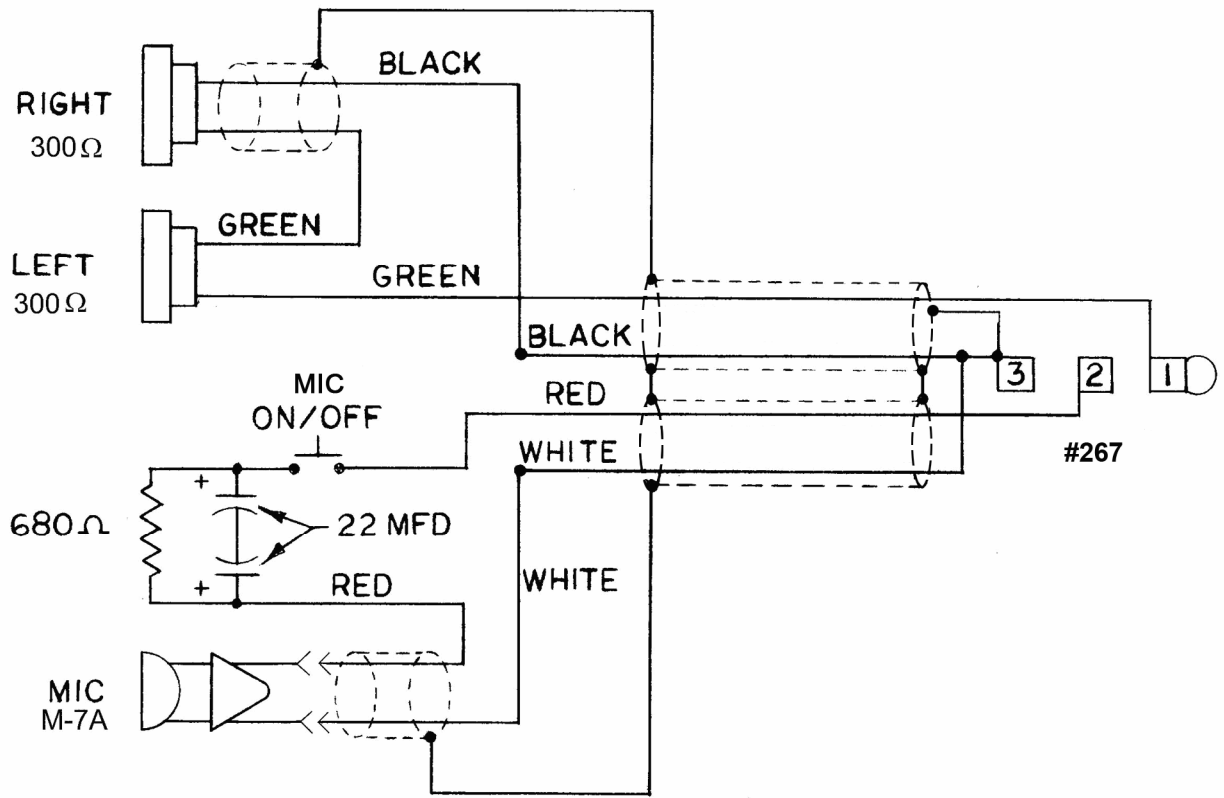 BLACK
RIGHT
300Ω
GREEN
LEFT
300Ω
GREEN
BLACK
3
2
1
MIC
ON/OFF
RED
WHITE
#267
+
680Ω
22 MFD
+
RED
WHITE
MIC
M-7A